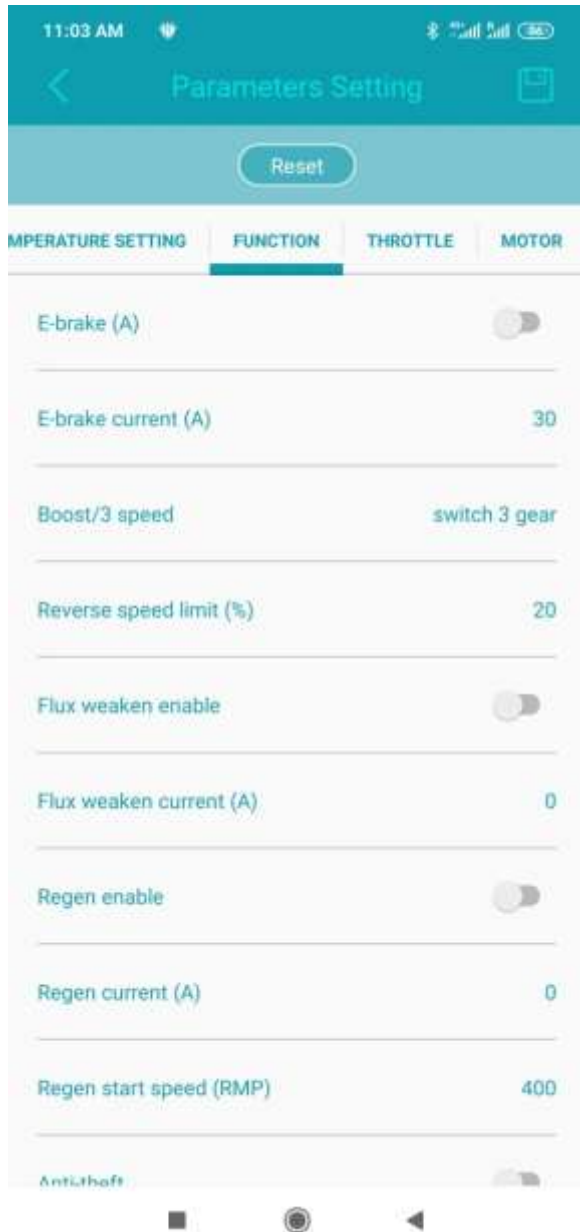 11:03 AM
Parameters Setting
Reset
MPERATURE SETTING
FUNCTION
THROTTLE
MOTOR
E-brake (A)
E-brake current (A) 30
Boost/3 speed switch 3 gear
Reverse speed limit (%) 20
Flux weaken enable
Flux weaken current (A) 0
Regen enable
Regen current (A) 0
Regen start speed (RMP) 400
Anti-theft